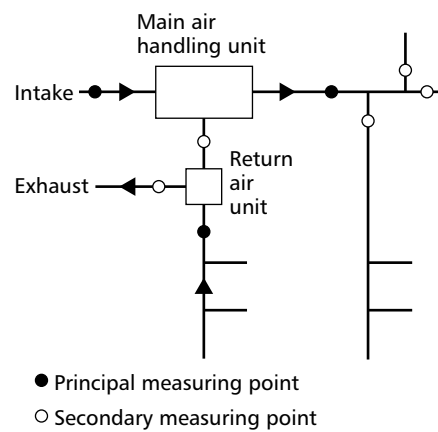 Main air
handling unit
Intake
Return
air
unit
Exhaust
Principal measuring point
Secondary measuring point